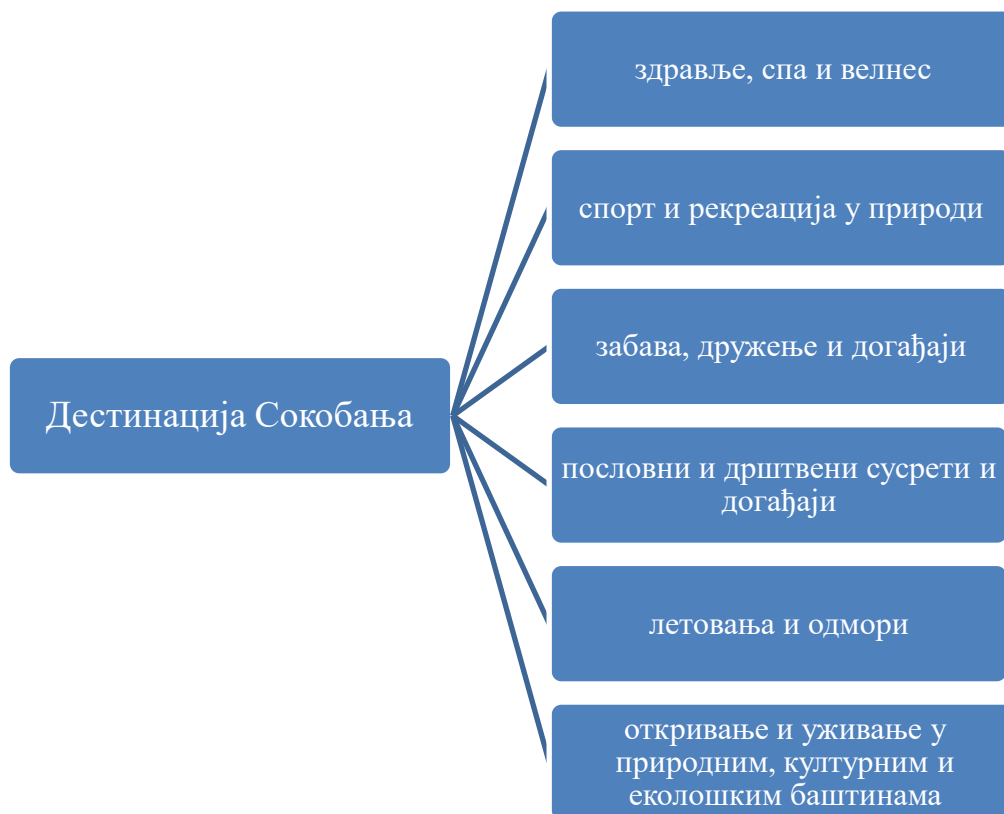 здравље, спа и велнес
спорт и рекреација у природи
забава, дружење и догађаји
Дестинација Сокобања
пословни и друштвени сусрети и
догађаји
летовања и одмори
откривање и уживање у
природним, културним и
еколошким баштинама